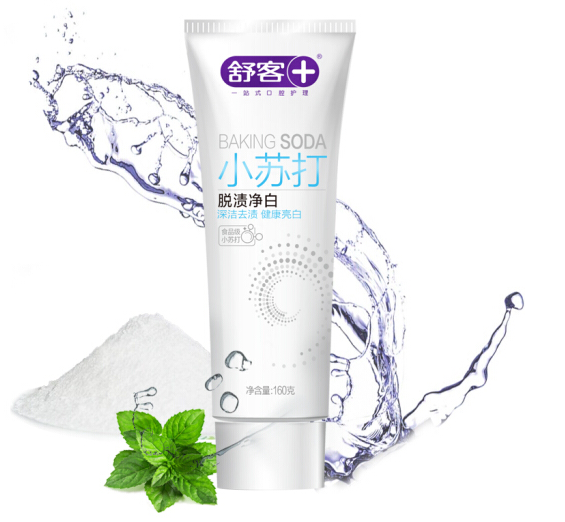 舒客+®
一站式口腔护理
BAKING SODA
小苏打
脱渍净白
深洁去渍 健康亮白
食品级
小苏打
净含量:160克